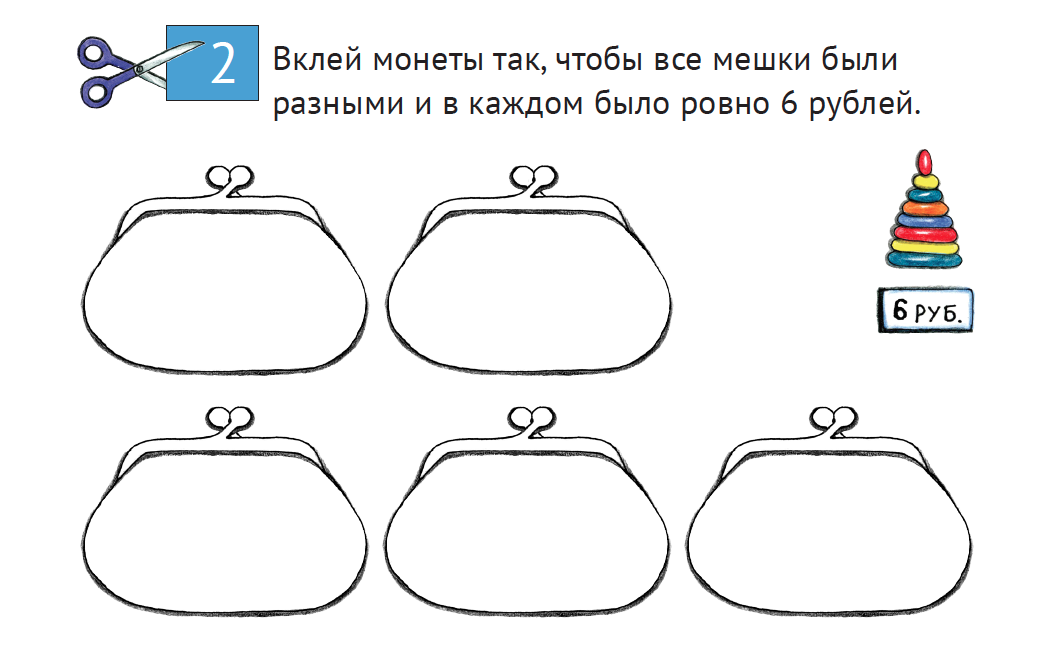 2
Вклей монеты так, чтобы все мешки были
разными и в каждом было ровно 6 рублей.
6 РУБ.